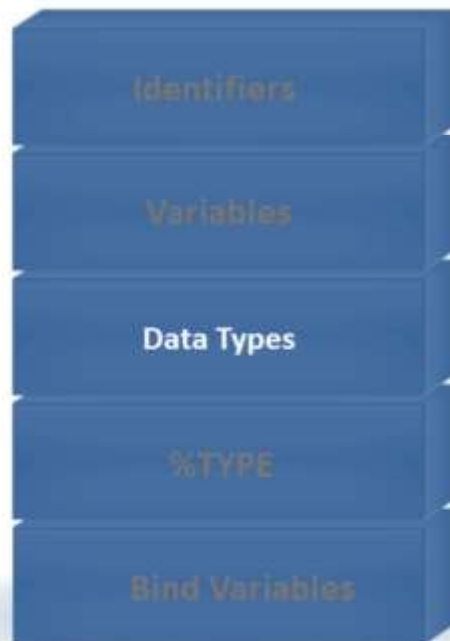 Identifiers
Variables
Data Types
%TYPE
Bind Variables